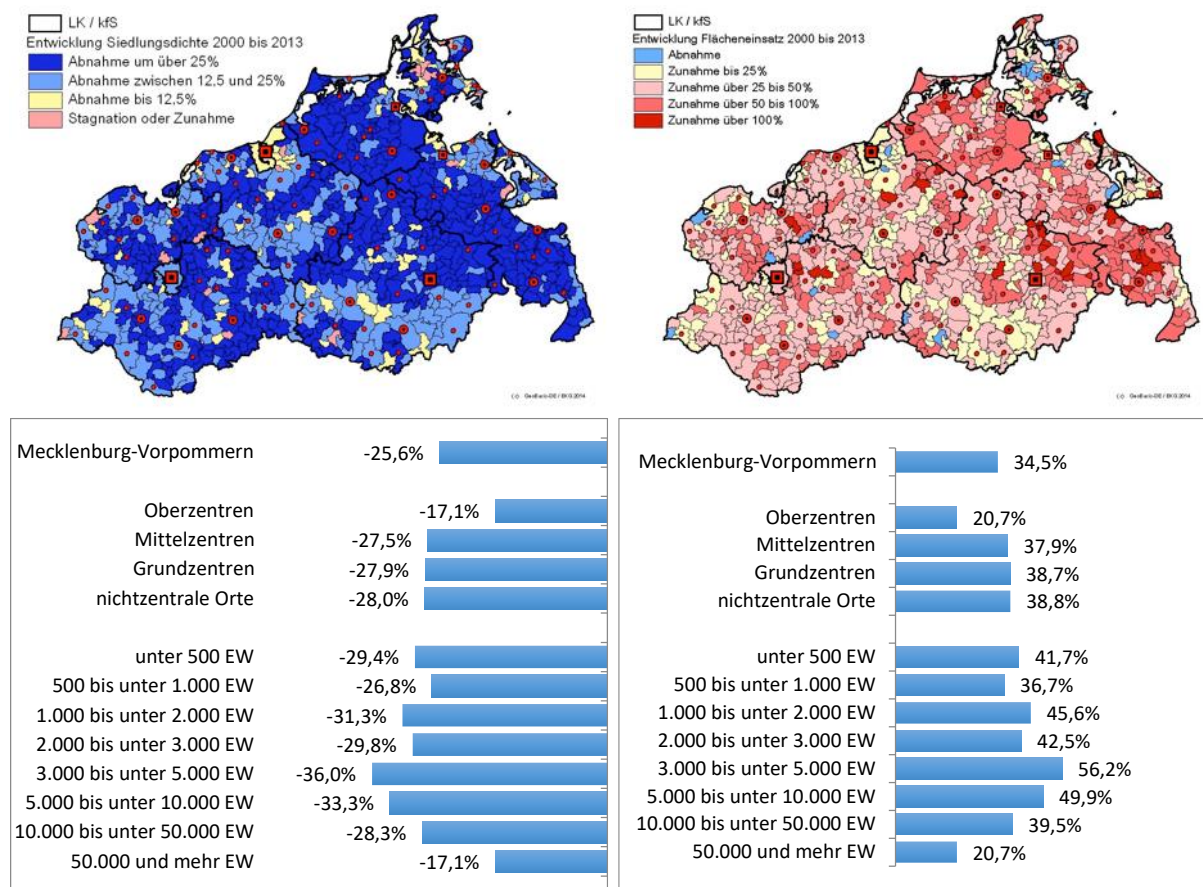 LK / kfS
Entwicklung Siedlungsdichte 2000 bis 2013
Abnahme um über 25%
Abnahme zwischen 12,5 und 25%
Abnahme bis 12,5%
Stagnation oder Zunahme
LK / kfS
Entwicklung Flächeneinsatz 2000 bis 2013
Abnahme
Zunahme bis 25%
Zunahme über 25 bis 50%
Zunahme über 50 bis 100%
Zunahme über 100%
Mecklenburg-Vorpommern -25,6%
Oberzentren -17,1%
Mittelzentren -27,5%
Grundzentren -27,9%
nichtzentrale Orte -28,0%
unter 500 EW -29,4%
500 bis unter 1.000 EW -26,8%
1.000 bis unter 2.000 EW -31,3%
2.000 bis unter 3.000 EW -29,8%
3.000 bis unter 5.000 EW -36,0%
5.000 bis unter 10.000 EW -33,3%
10.000 bis unter 50.000 EW -28,3%
50.000 und mehr EW -17,1%
Mecklenburg-Vorpommern 34,5%
Oberzentren 20,7%
Mittelzentren 37,9%
Grundzentren 38,7%
nichtzentrale Orte 38,8%
unter 500 EW 41,7%
500 bis unter 1.000 EW 36,7%
1.000 bis unter 2.000 EW 45,6%
2.000 bis unter 3.000 EW 42,5%
3.000 bis unter 5.000 EW 56,2%
5.000 bis unter 10.000 EW 49,9%
10.000 bis unter 50.000 EW 39,5%
50.000 und mehr EW 20,7%